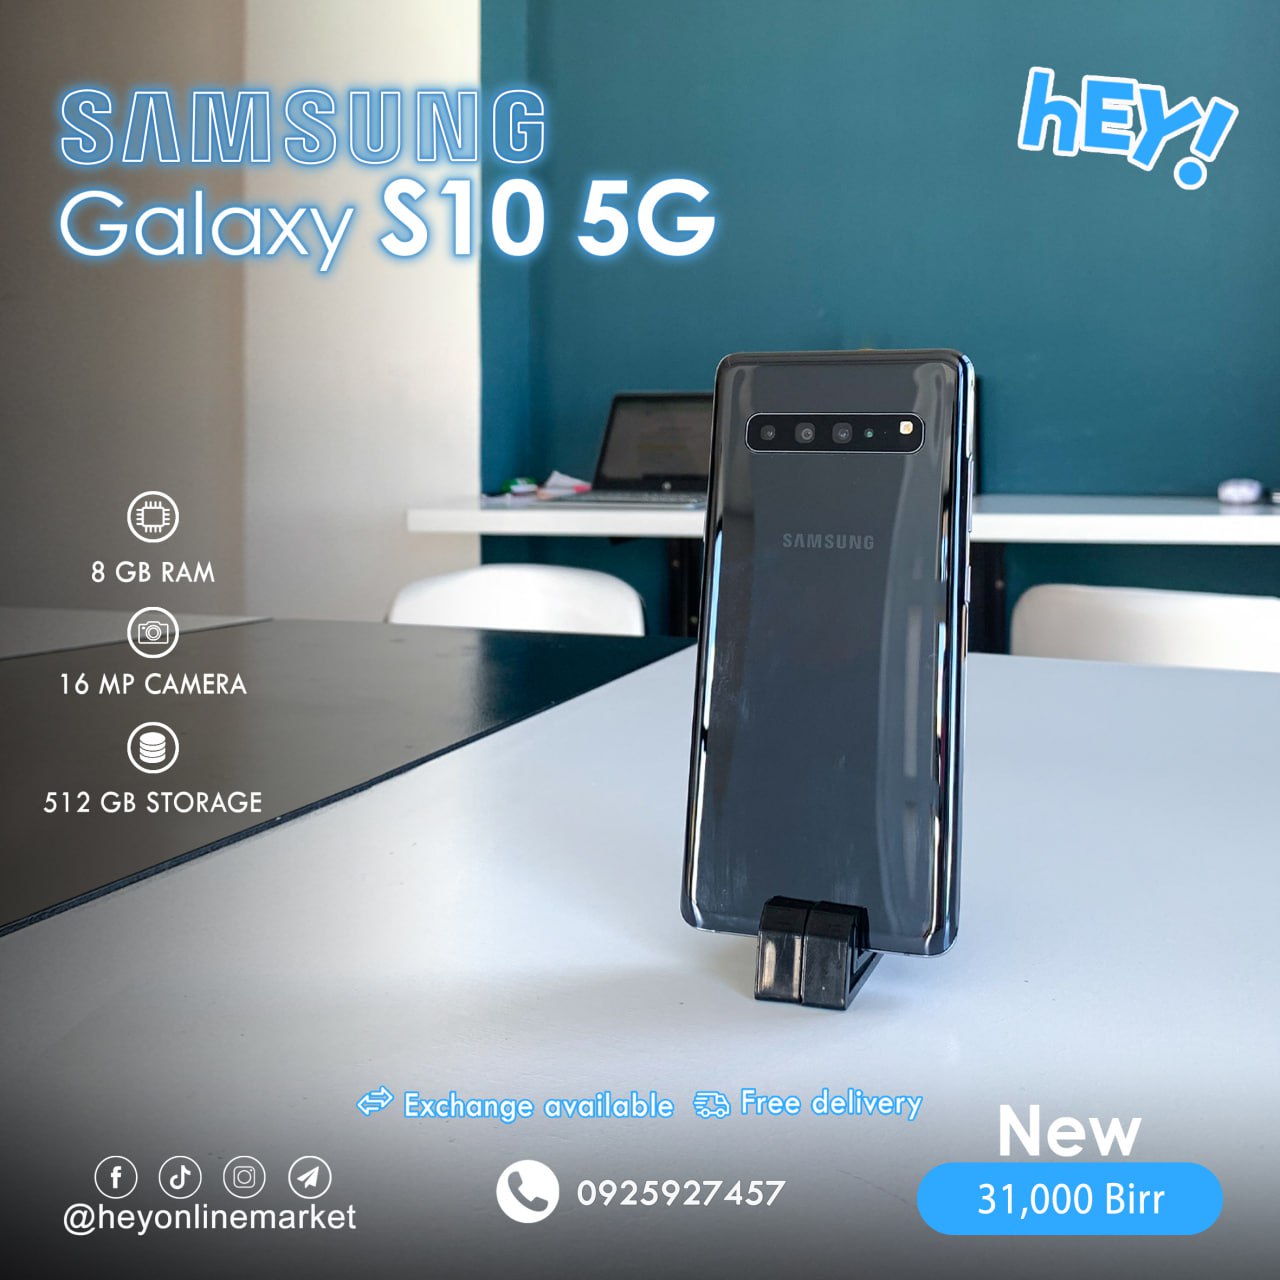 SAMSUNG
Galaxy S10 5G
hEY!
SAMSUNG
8 GB RAM
16 MP CAMERA
512 GB STORAGE
Exchange available
Free delivery
New
31,000 Birr
@heyonlinemarket
0925927457